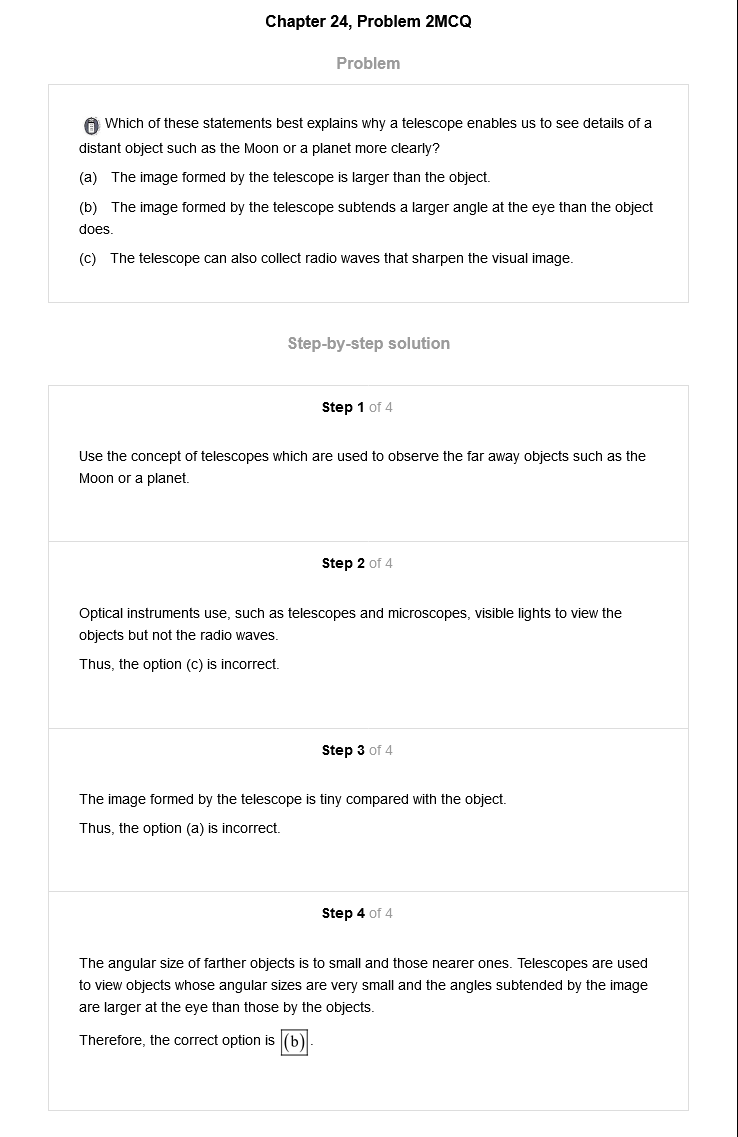 Chapter 24, Problem 2MCQ
Problem
Which of these statements best explains why a telescope enables us to see details of a
distant object such as the Moon or a planet more clearly?
(a) The image formed by the telescope is larger than the object.
(b) The image formed by the telescope subtends a larger angle at the eye than the object
does.
(c) The telescope can also collect radio waves that sharpen the visual image.
Step-by-step solution
Step 1 of 4
Use the concept of telescopes which are used to observe the far away objects such as the
Moon or a planet.
Step 2 of 4
Optical instruments use, such as telescopes and microscopes, visible lights to view the
objects but not the radio waves.
Thus, the option (c) is incorrect.
Step 3 of 4
The image formed by the telescope is tiny compared with the object.
Thus, the option (a) is incorrect.
Step 4 of 4
The angular size of farther objects is to small and those nearer ones. Telescopes are used
to view objects whose angular sizes are very small and the angles subtended by the image
are larger at the eye than those by the objects.
Therefore, the correct option is (b).